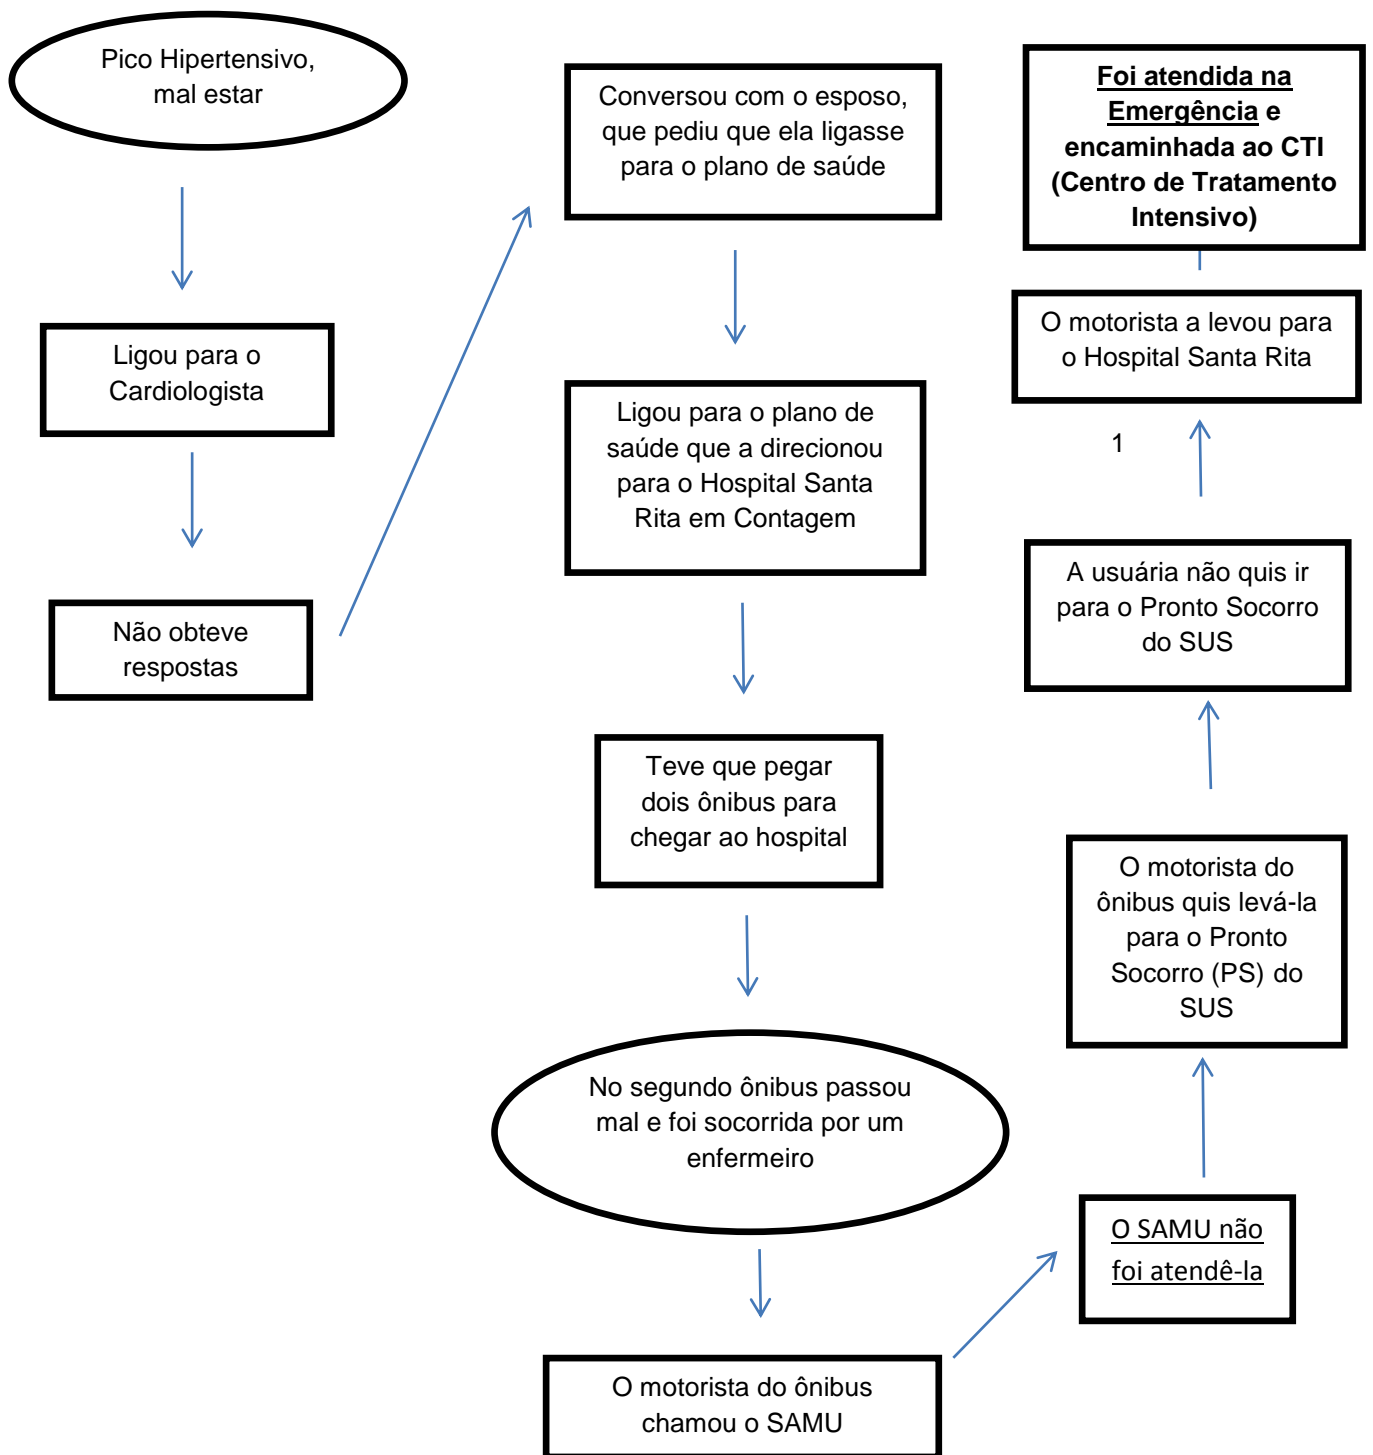 Pico Hipertensivo,
mal estar
Ligou para o
Cardiologista
Não obteve
respostas
Conversou com o esposo,
que pediu que ela ligasse
para o plano de saúde
Ligou para o plano de
saúde que a direcionou
para o Hospital Santa
Rita em Contagem
Teve que pegar
dois ônibus para
chegar ao hospital
No segundo ônibus passou
mal e foi socorrida por um
enfermeiro
O motorista do ônibus
chamou o SAMU
O SAMU não
foi atendê-la
O motorista do
ônibus quis levá-la
para o Pronto
Socorro (PS) do
SUS
A usuária não quis ir
para o Pronto Socorro
do SUS
1
O motorista a levou para
o Hospital Santa Rita
Foi atendida na
Emergência e
encaminhada ao CTI
(Centro de Tratamento
Intensivo)